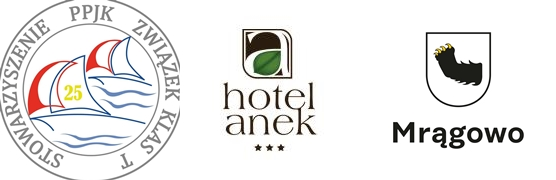 STOWARZYSZENIE PPJK ZWIĄZEK KLAS T
25
hotel
anek
Mrągowo